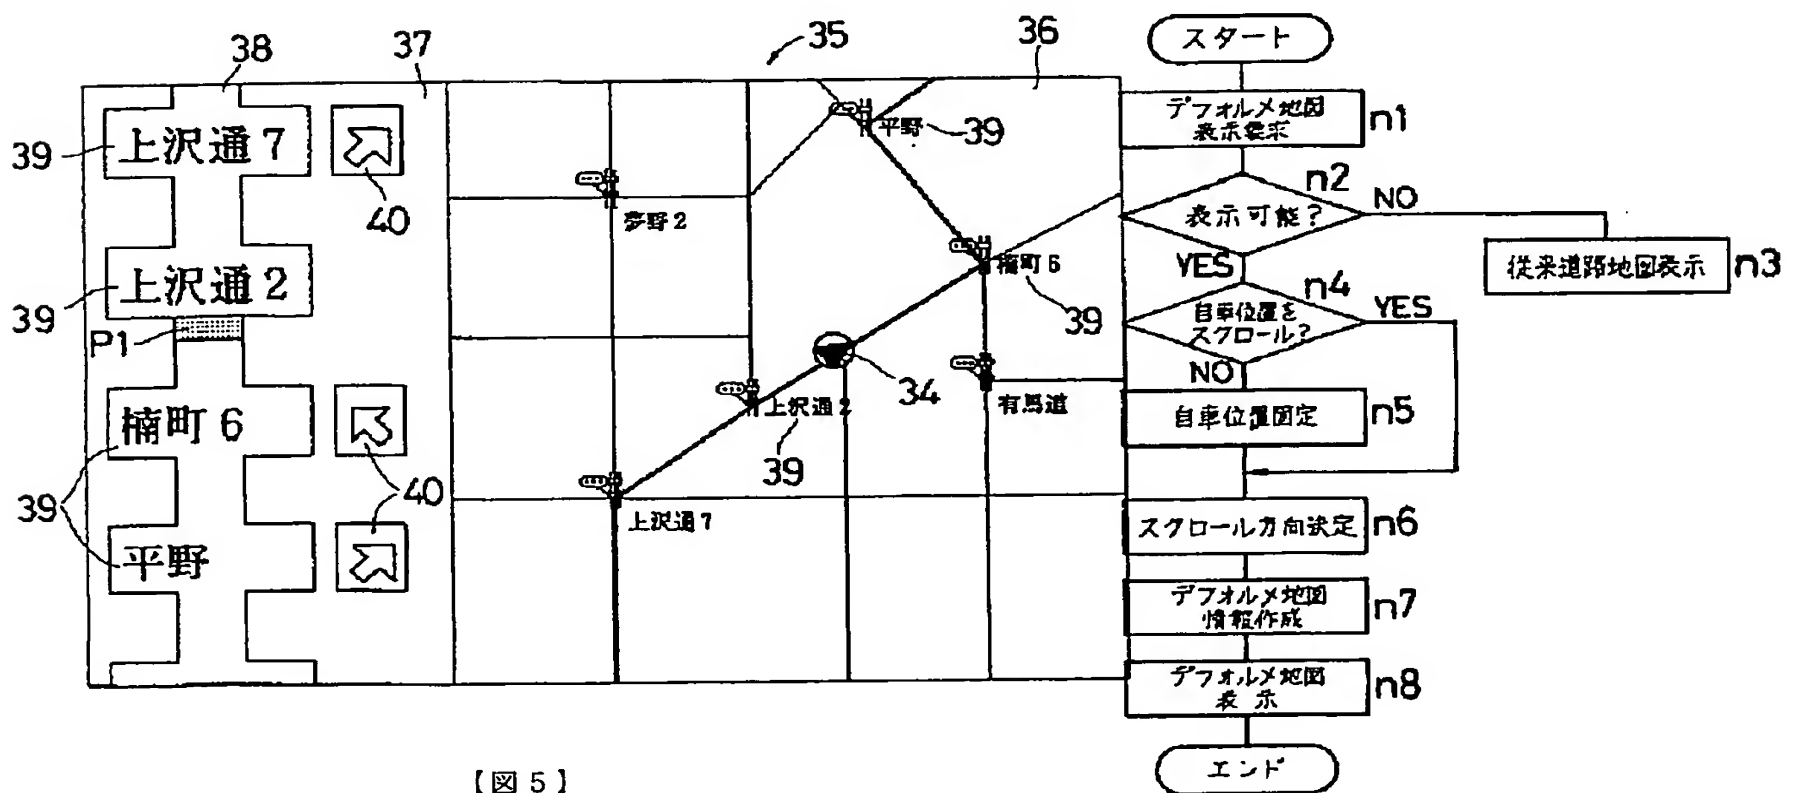 38
37
35
36
上沢通7
39
40
上沢通2
39
P1
楠町6
40
39
平野
平野
39
夢野2
楠町6
39
34
上沢通2
39
有馬道
上沢通7
スタート
デフォルメ地図
表示要求
n1
n2
表示可能?
NO
YES
従来道路地図表示
n3
n4
自車位置を
スクロール?
YES
NO
自車位置固定
n5
スクロール方向決定
n6
デフォルメ地図
情報作成
n7
デフォルメ地図
表示
n8
エンド
【図5】